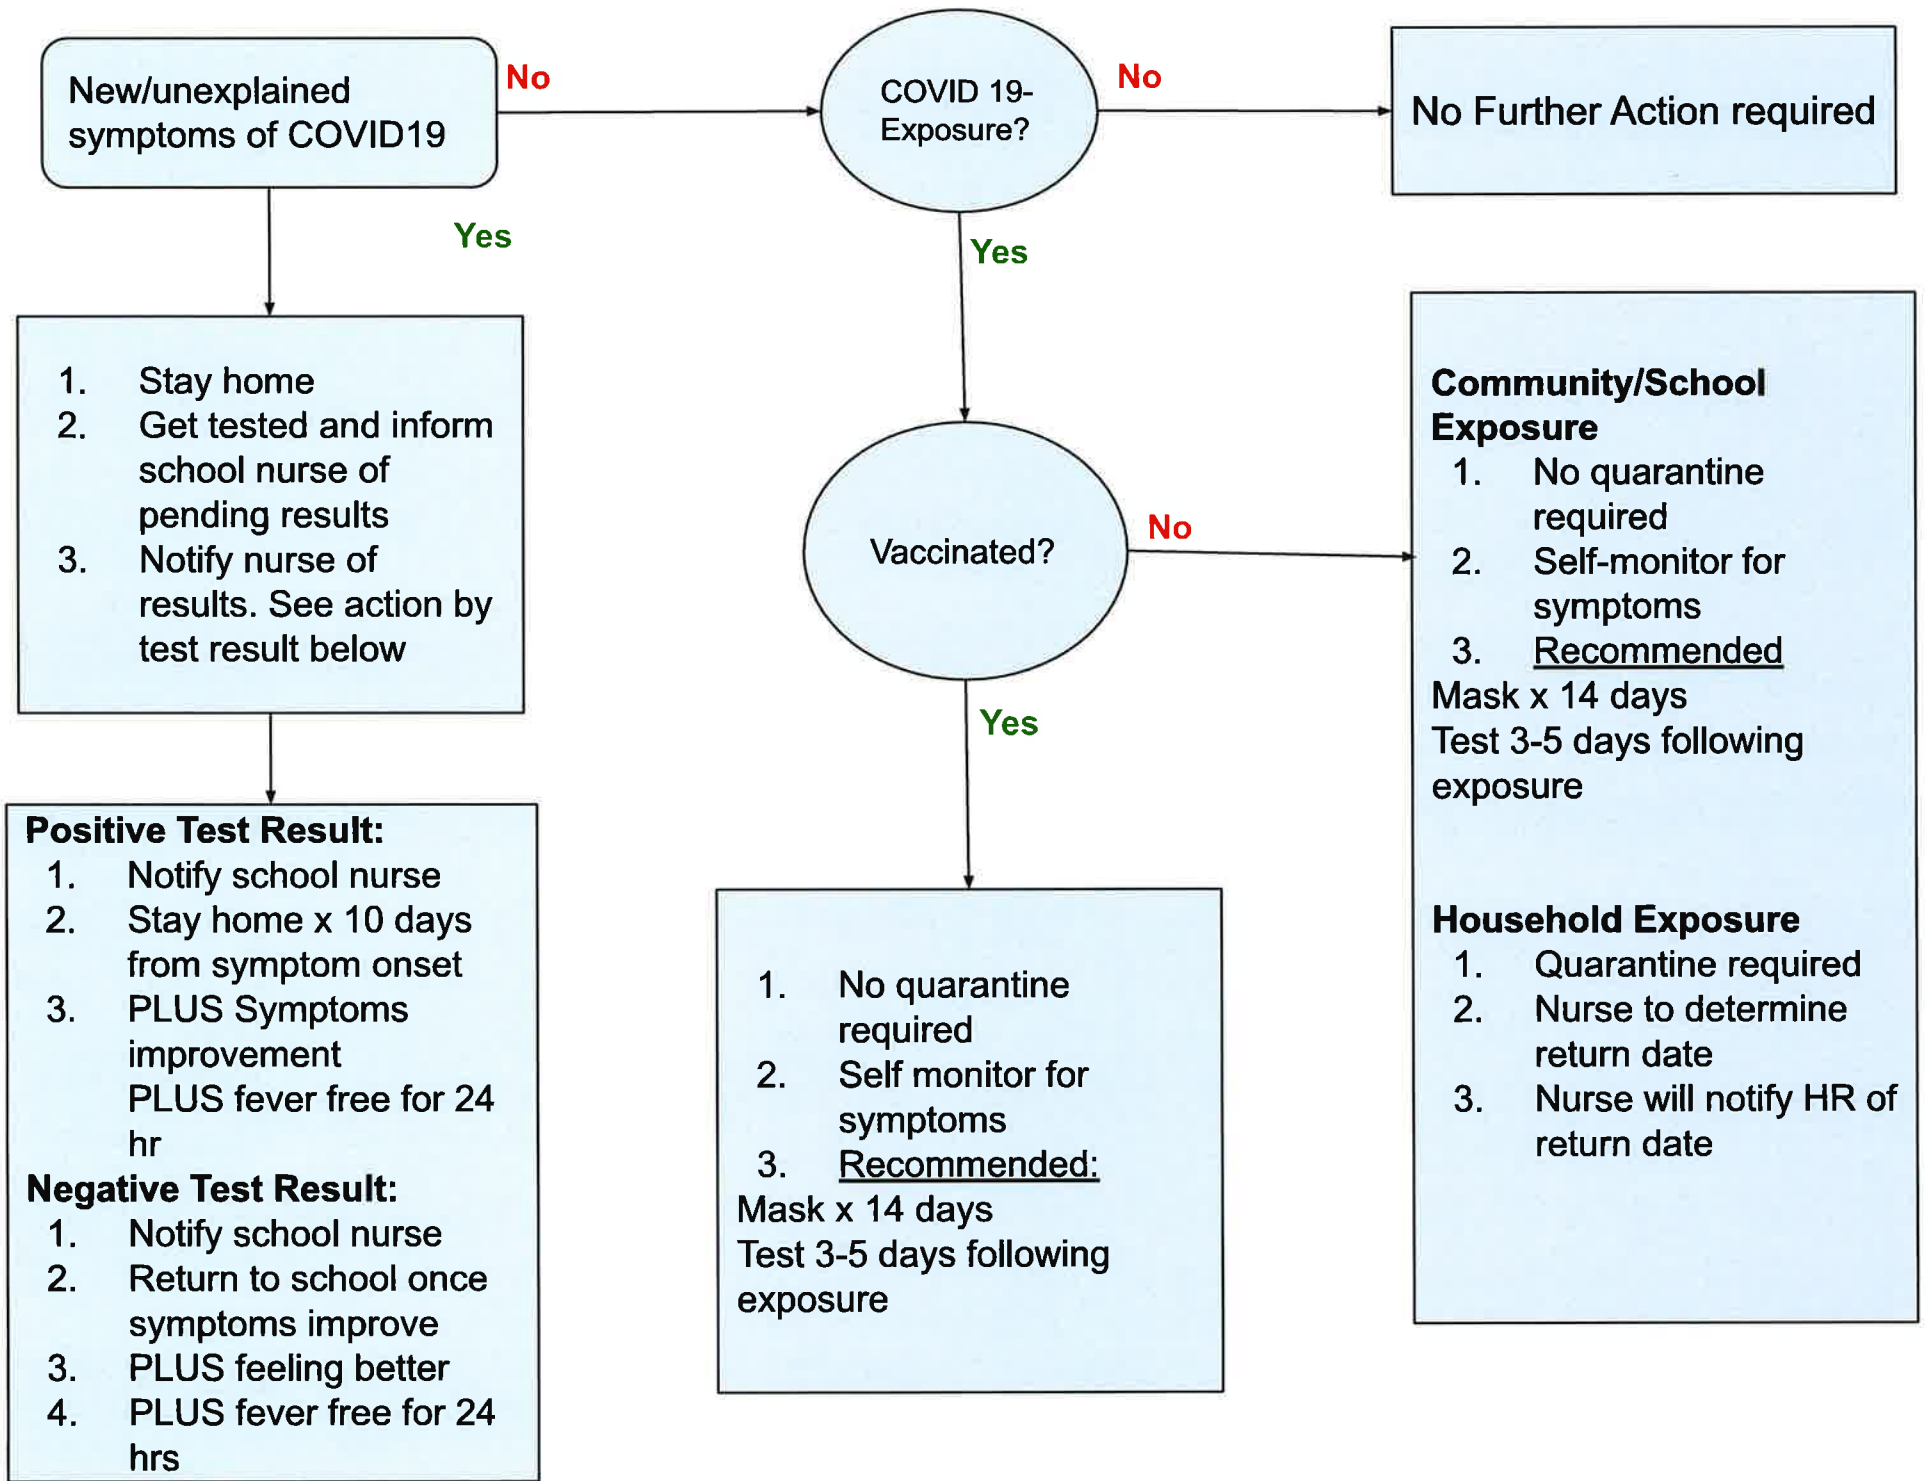 New/unexplained
symptoms of COVID19
No
COVID 19-
Exposure?
No
No Further Action required
Yes
Yes
1. Stay home
2. Get tested and inform
school nurse of
pending results
3. Notify nurse of
results. See action by
test result below
Vaccinated?
No
Yes
Community/School
Exposure
1. No quarantine
required
2. Self-monitor for
symptoms
3. Recommended
Mask x 14 days
Test 3-5 days following
exposure
Household Exposure
1. Quarantine required
2. Nurse to determine
return date
3. Nurse will notify HR of
return date
Positive Test Result:
1. Notify school nurse
2. Stay home x 10 days
from symptom onset
3. PLUS Symptoms
improvement
PLUS fever free for 24
hr
Negative Test Result:
1. Notify school nurse
2. Return to school once
symptoms improve
3. PLUS feeling better
4. PLUS fever free for 24
hrs
1. No quarantine
required
2. Self monitor for
symptoms
3. Recommended:
Mask x 14 days
Test 3-5 days following
exposure